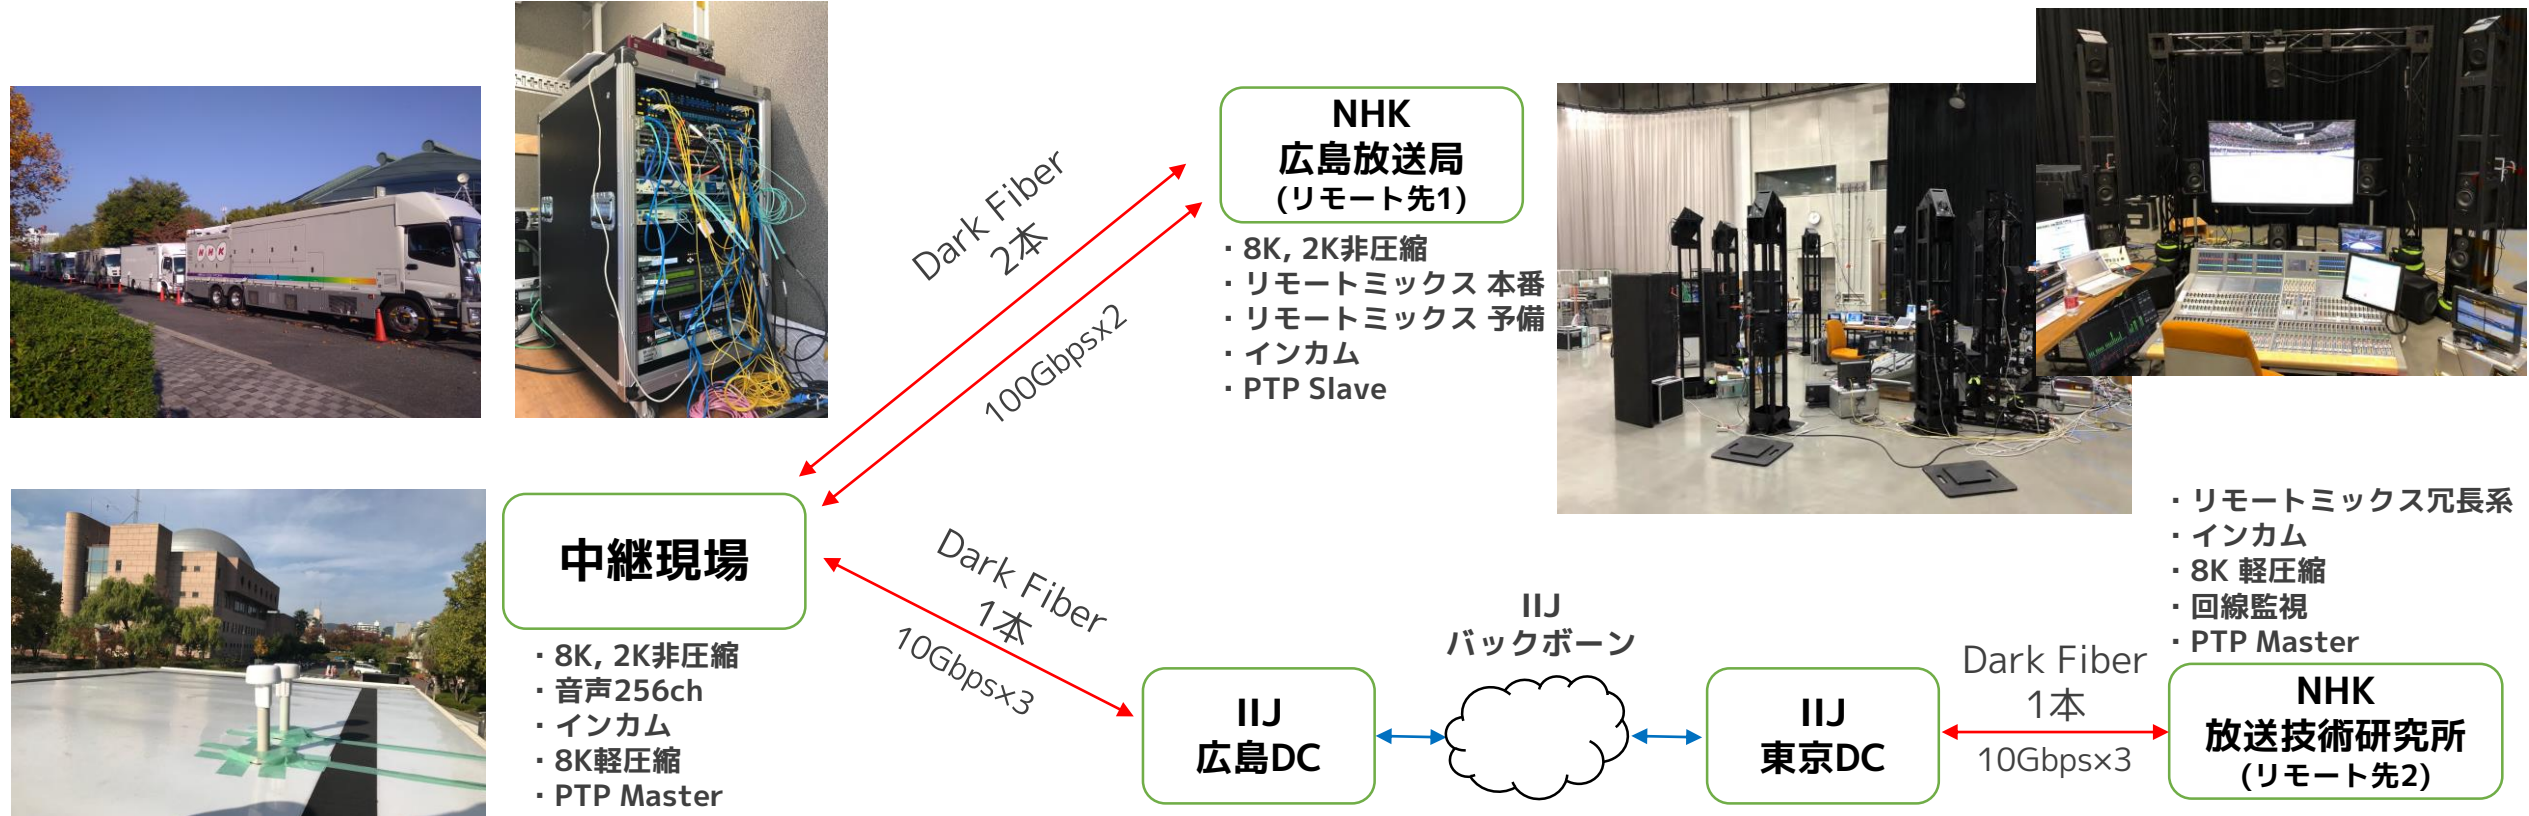 NHK
広島放送局
(リモート先1)
・8K, 2K非圧縮
・リモートミックス 本番
・リモートミックス 予備
・インカム
・PTP Slave
Dark Fiber
2本
100Gbpsx2
NHK
中継現場
・8K, 2K非圧縮
・音声256ch
・インカム
・8K軽圧縮
・PTP Master
Dark Fiber
1本
10Gbps×3
IIJ
広島DC
IIJ
バックボーン
IIJ
東京DC
Dark Fiber
1本
10Gbps×3
・リモートミックス冗長系
・インカム
・8K 軽圧縮
・回線監視
・PTP Master
NHK
放送技術研究所
(リモート先2)